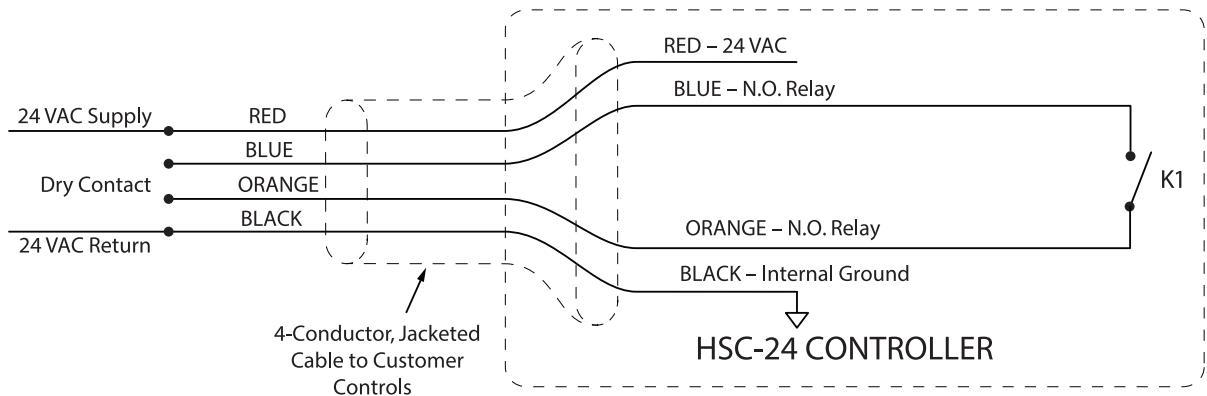 RED – 24 VAC
BLUE – N.O. Relay
24 VAC Supply
RED
BLUE
Dry Contact
ORANGE
K1
BLACK
24 VAC Return
ORANGE – N.O. Relay
BLACK – Internal Ground
4-Conductor, Jacketed
Cable to Customer
Controls
HSC-24 CONTROLLER